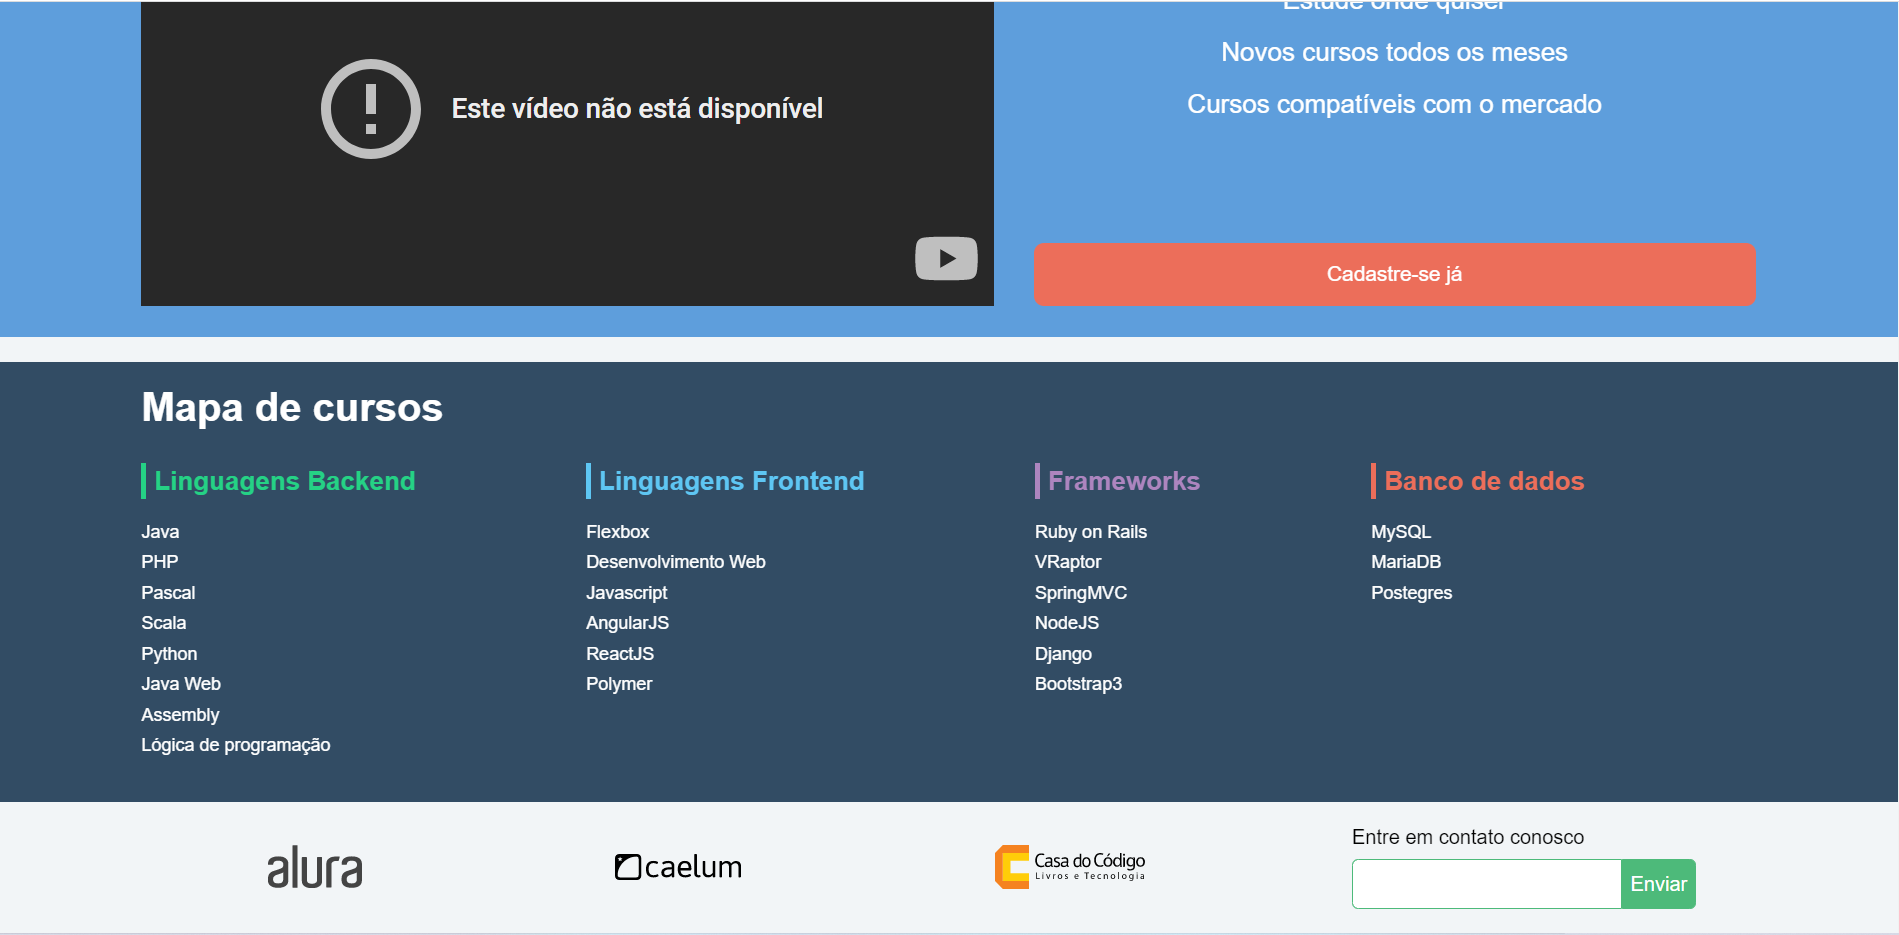 Estude onde quiser
Este vídeo não está disponível
Novos cursos todos os meses
Cursos compatíveis com o mercado
Cadastre-se já
Mapa de cursos
Linguagens Backend
Java
PHP
Pascal
Scala
Python
Java Web
Assembly
Lógica de programação
Linguagens Frontend
Flexbox
Desenvolvimento Web
Javascript
AngularJS
ReactJS
Polymer
Frameworks
Ruby on Rails
VRaptor
SpringMVC
NodeJS
Django
Bootstrap3
Banco de dados
MySQL
MariaDB
Postegres
alura
caelum
Casa do Código
Livros e Tecnologia
Entre em contato conosco
Enviar